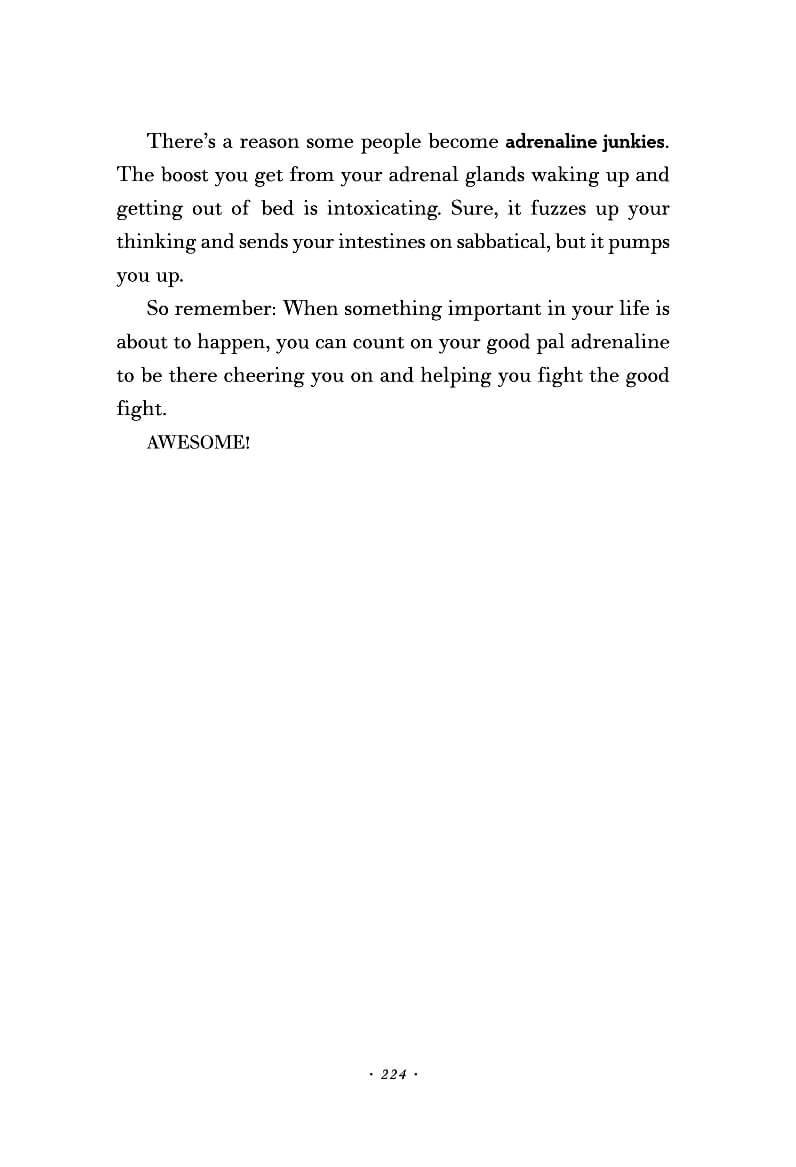 There’s a reason some people become adrenaline junkies.
The boost you get from your adrenal glands waking up and
getting out of bed is intoxicating. Sure, it fuzzes up your
thinking and sends your intestines on sabbatical, but it pumps
you up.
So remember: When something important in your life is
about to happen, you can count on your good pal adrenaline
to be there cheering you on and helping you fight the good
fight.
AWESOME!
· 224 ·